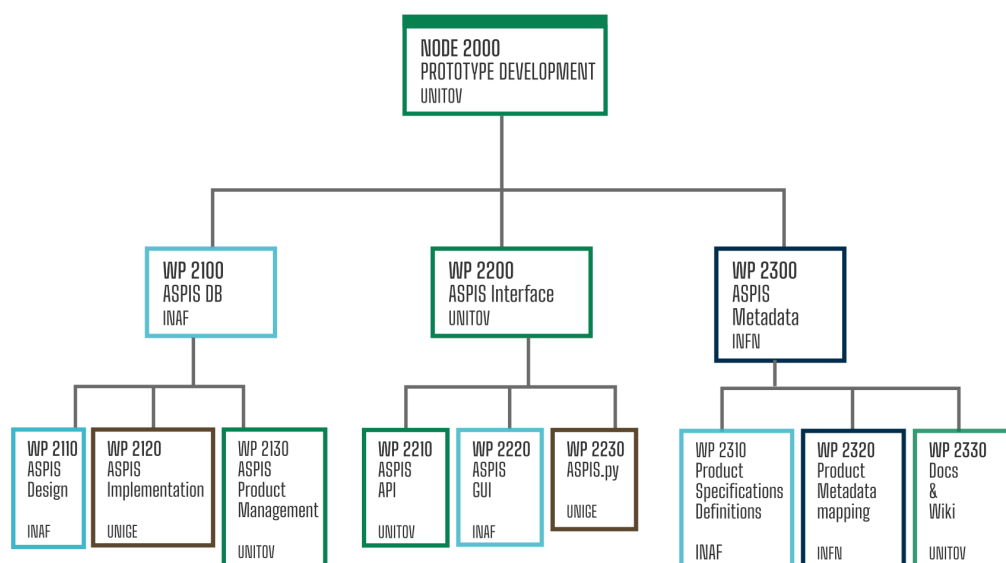 NODE 2000
PROTOTYPE DEVELOPMENT
UNITOV
WP 2100
ASPIS DB
INAF
WP 2200
ASPIS Interface
UNITOV
WP 2300
ASPIS
Metadata
INFN
WP 2110
ASPIS
Design
INAF
WP 2120
ASPIS
Implementation
UNIGE
WP 2130
ASPIS
Product
Management
UNITOV
WP 2210
ASPIS
API
UNITOV
WP 2220
ASPIS
GUI
INAF
WP 2230
ASPIS.py
UNIGE
WP 2310
Product
Specifications
Definitions
INAF
WP 2320
Product
Metadata
mapping
INFN
WP 2330
Docs
&
Wiki
UNITOV